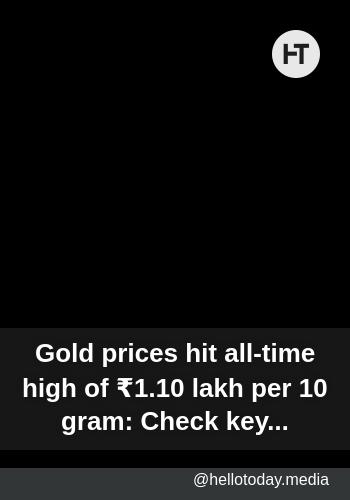 HT
Gold prices hit all-time
high of ₹1.10 lakh per 10
gram: Check key...
@hellotoday.media